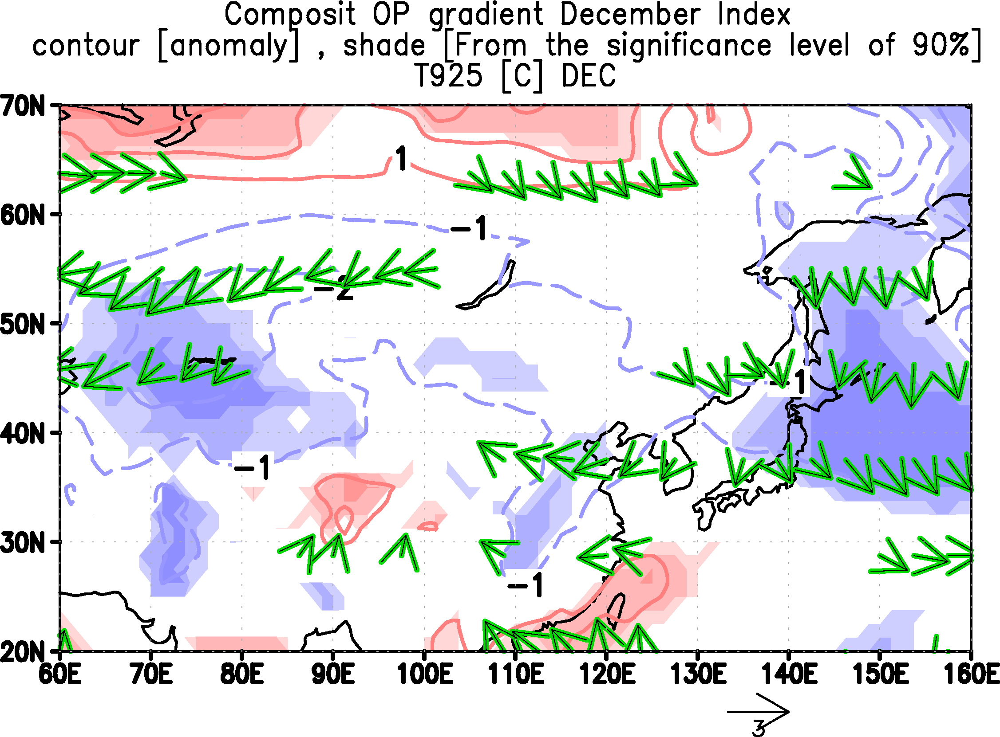 Composit OP gradient December Index
contour [anomaly] , shade [From the significance level of 90%]
T925 [C] DEC
70N
1
60N
-1
-2
50N
-1
40N
-1
30N
-1
20N
60E 70E 80E 90E 100E 110E 120E 130E 140E 150E 160E
3